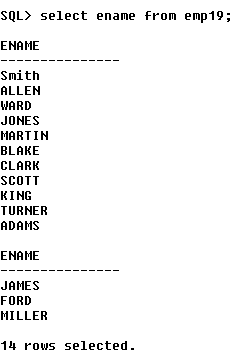 SQL> select ename from emp19;
ENAME
---------------
Smith
ALLEN
WARD
JONES
MARTIN
BLAKE
CLARK
SCOTT
KING
TURNER
ADAMS
ENAME
---------------
JAMES
FORD
MILLER
14 rows selected.